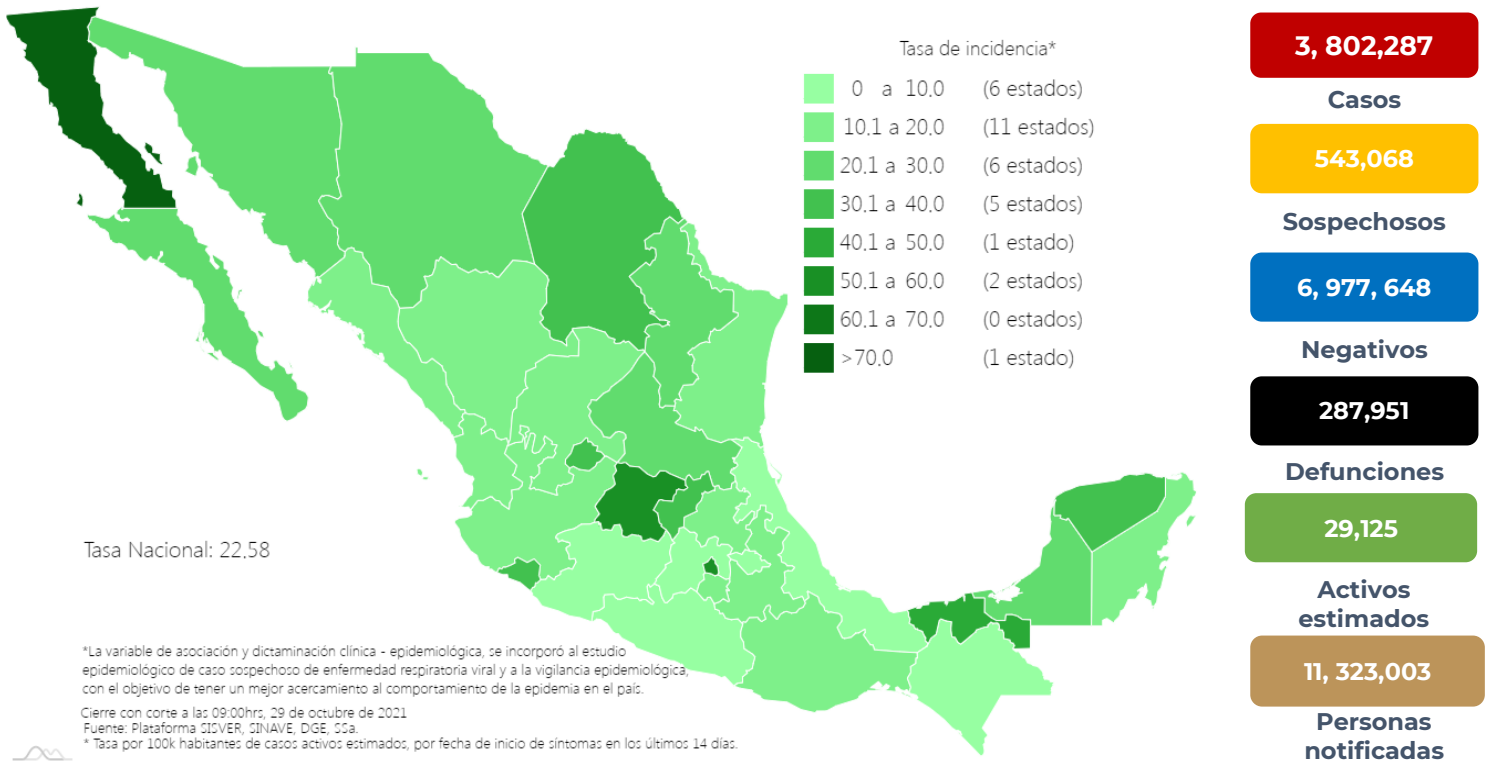 Tasa de incidencia*
0 a 10,0 (6 estados)
10,1 a 20,0 (11 estados)
20,1 a 30,0 (6 estados)
30,1 a 40,0 (5 estados)
40,1 a 50,0 (1 estado)
50,1 a 60,0 (2 estados)
60,1 a 70,0 (0 estados)
>70,0 (1 estado)
Tasa Nacional: 22,58
*La variable de asociación y dictaminación clínica - epidemiológica, se incorporó al estudio
epidemiológico de caso sospechoso de enfermedad respiratoria viral y a la vigilancia epidemiológica,
con el objetivo de tener un mejor acercamiento al comportamiento de la epidemia en el país.
Cierre con corte a las 09:00hrs, 29 de octubre de 2021
Fuente: Plataforma SISVER, SINAVE, DGE, SSa.
* Tasa por 100k habitantes de casos activos estimados, por fecha de inicio de síntomas en los últimos 14 días.
3, 802,287
Casos
543,068
Sospechosos
6, 977, 648
Negativos
287,951
Defunciones
29,125
Activos
estimados
11, 323,003
Personas
notificadas